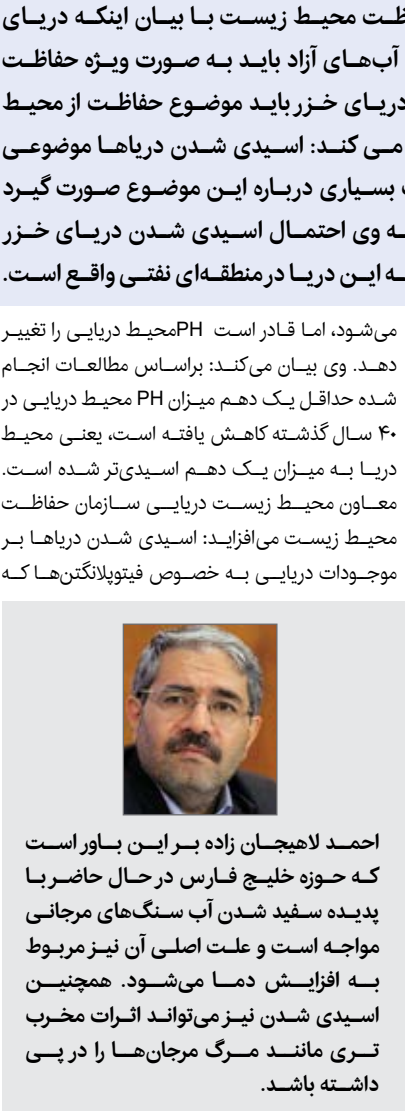 حفاظت محیط زیست با بیان اینکه دریای
آب‌های آزاد باید به صورت ویژه حفاظت
دریای خزر باید موضوع حفاظت از محیط
می کند: اسیدی شدن دریاها موضوعی
بسیاری درباره این موضوع صورت گیرد
وی احتمال اسیدی شدن دریای خزر
این دریا در منطقه‌ای نفتی واقع است.
می‌شود، اما قادر است PHمحیط دریایی را تغییر
دهد. وی بیان می‌کند: براساس مطالعات انجام
شده حداقل یک دهم میزان PH محیط دریایی در
۴۰ سال گذشته کاهش یافته است، یعنی محیط
دریا به میزان یک دهم اسیدی‌تر شده است.
معاون محیط زیست دریایی سازمان حفاظت
محیط زیست می‌افزاید: اسیدی شدن دریاها بر
موجودات دریایی به خصوص فیتوپلانگتن‌ها که
احمد لاهیجان زاده بر این باور است
که حوزه خلیج فارس در حال حاضر با
پدیده سفید شدن آب سنگ‌های مرجانی
مواجه است و علت اصلی آن نیز مربوط
به افزایش دما می‌شود. همچنین
اسیدی شدن نیز می‌تواند اثرات مخرب
تری مانند مرگ مرجان‌ها را در پی
داشته باشد.